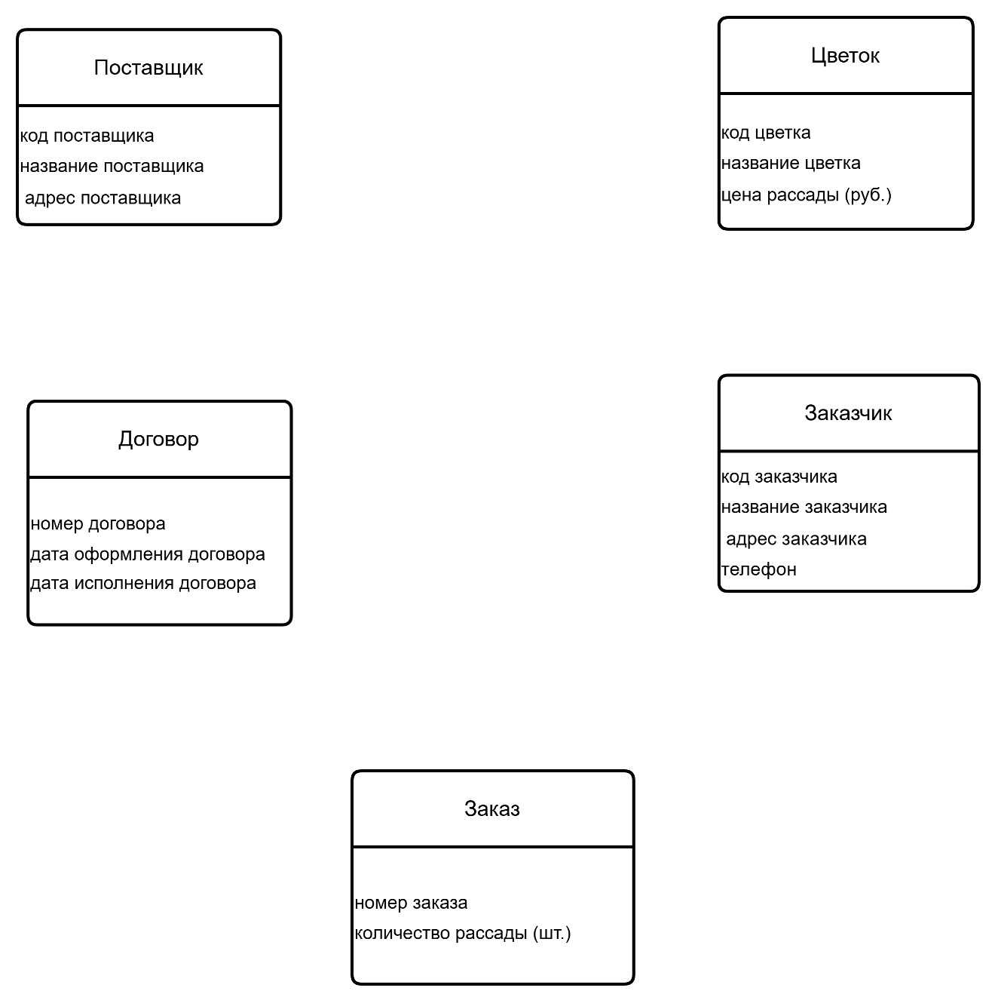 Поставщик
код поставщика
название поставщика
адрес поставщика
Цветок
код цветка
название цветка
цена рассады (руб.)
Договор
номер договора
дата оформления договора
дата исполнения договора
Заказчик
код заказчика
название заказчика
адрес заказчика
телефон
Заказ
номер заказа
количество рассады (шт.)